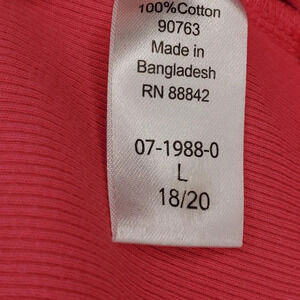 100%Cotton
90763
Made in
Bangladesh
RN 88842
07-1988-0
L
18/20